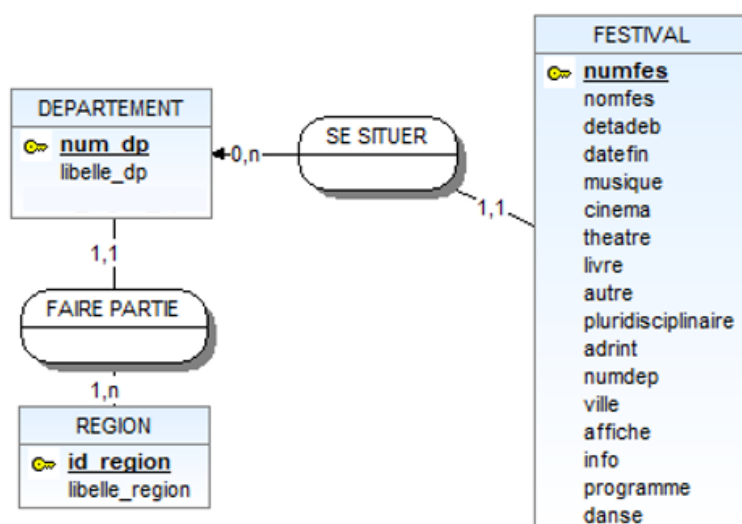 FESTIVAL
numfes
nomfes
detadeb
datefin
musique
cinema
theatre
livre
autre
pluridisciplinaire
adrint
numdep
ville
affiche
info
programme
danse
DEPARTEMENT
num_dp
libelle_dp
0,n
SE SITUER
1,1
1,1
FAIRE PARTIE
1,n
REGION
id_region
libelle_region